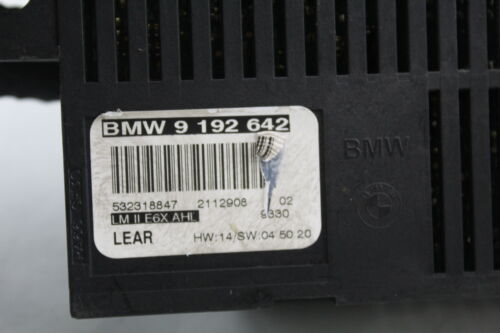 BMW 9 192 642
532318847 2112908 02
LM II E6X AHL 9330
LEAR HW:14/SW:04 50:20
BMW